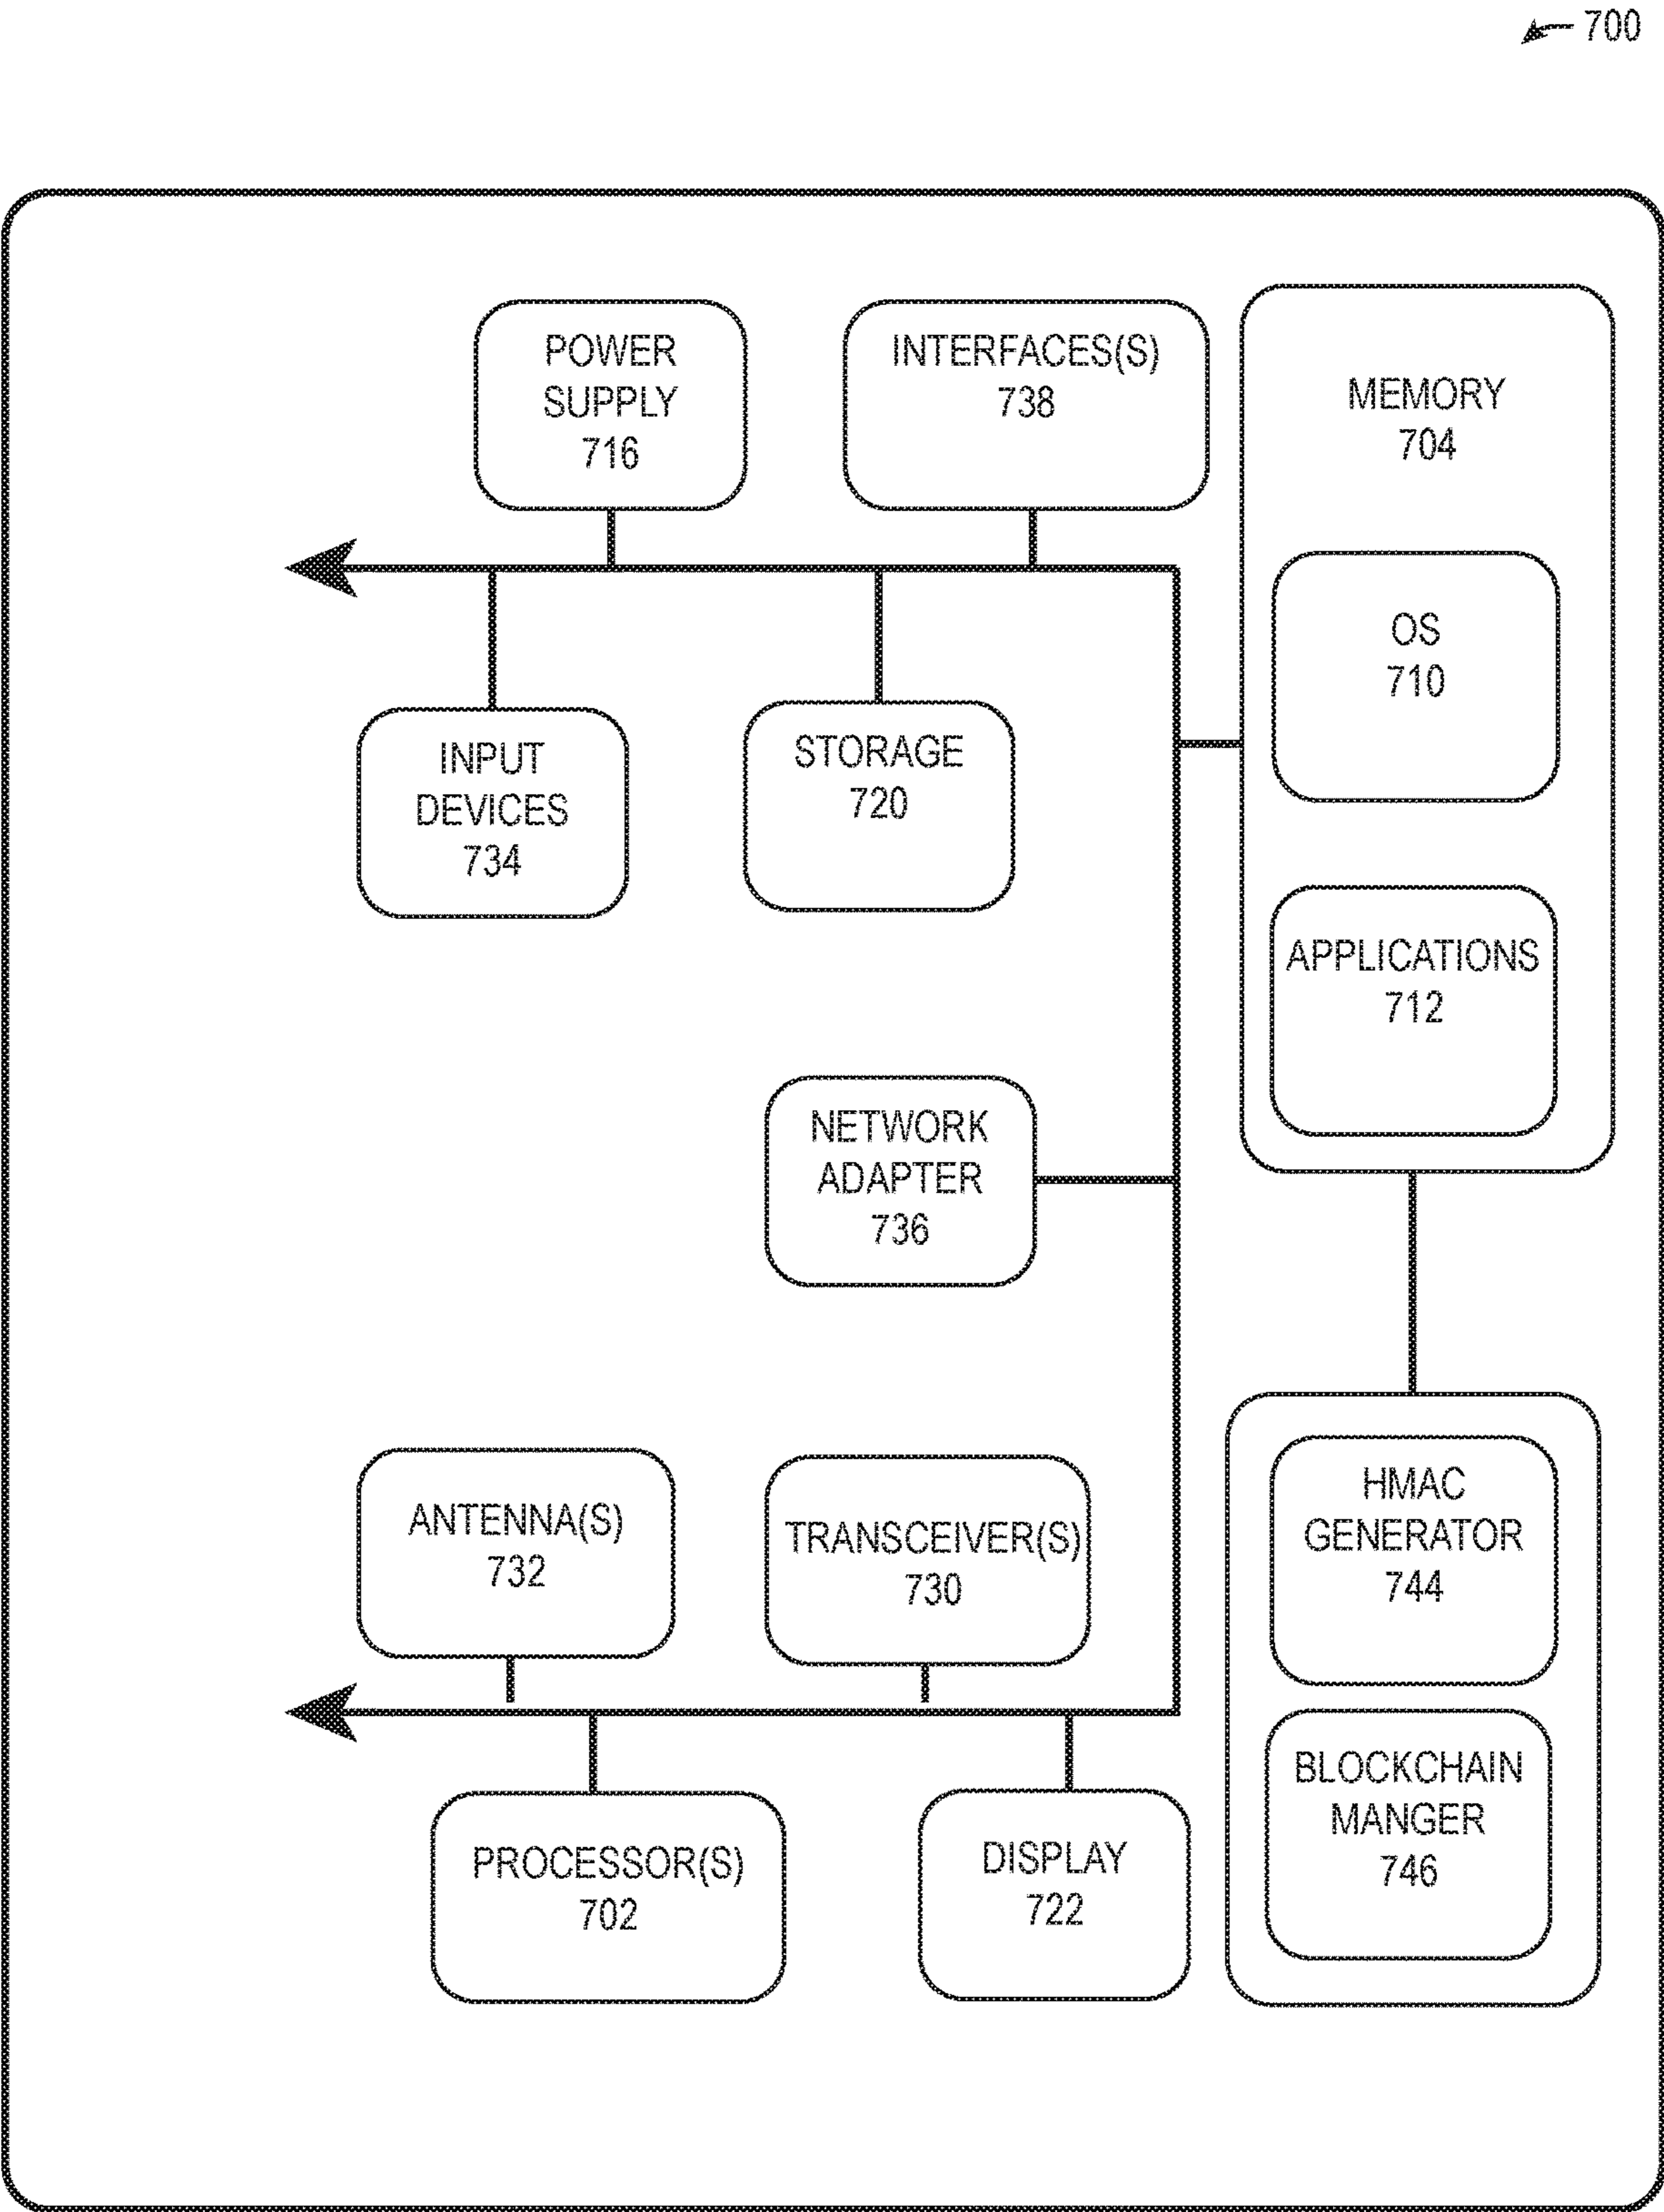 700
POWER
SUPPLY
716
INTERFACES(S)
738
MEMORY
704
OS
710
INPUT
DEVICES
734
STORAGE
720
APPLICATIONS
712
NETWORK
ADAPTER
736
ANTENNA(S)
732
TRANSCEIVER(S)
730
HMAC
GENERATOR
744
PROCESSOR(S)
702
DISPLAY
722
BLOCKCHAIN
MANGER
746